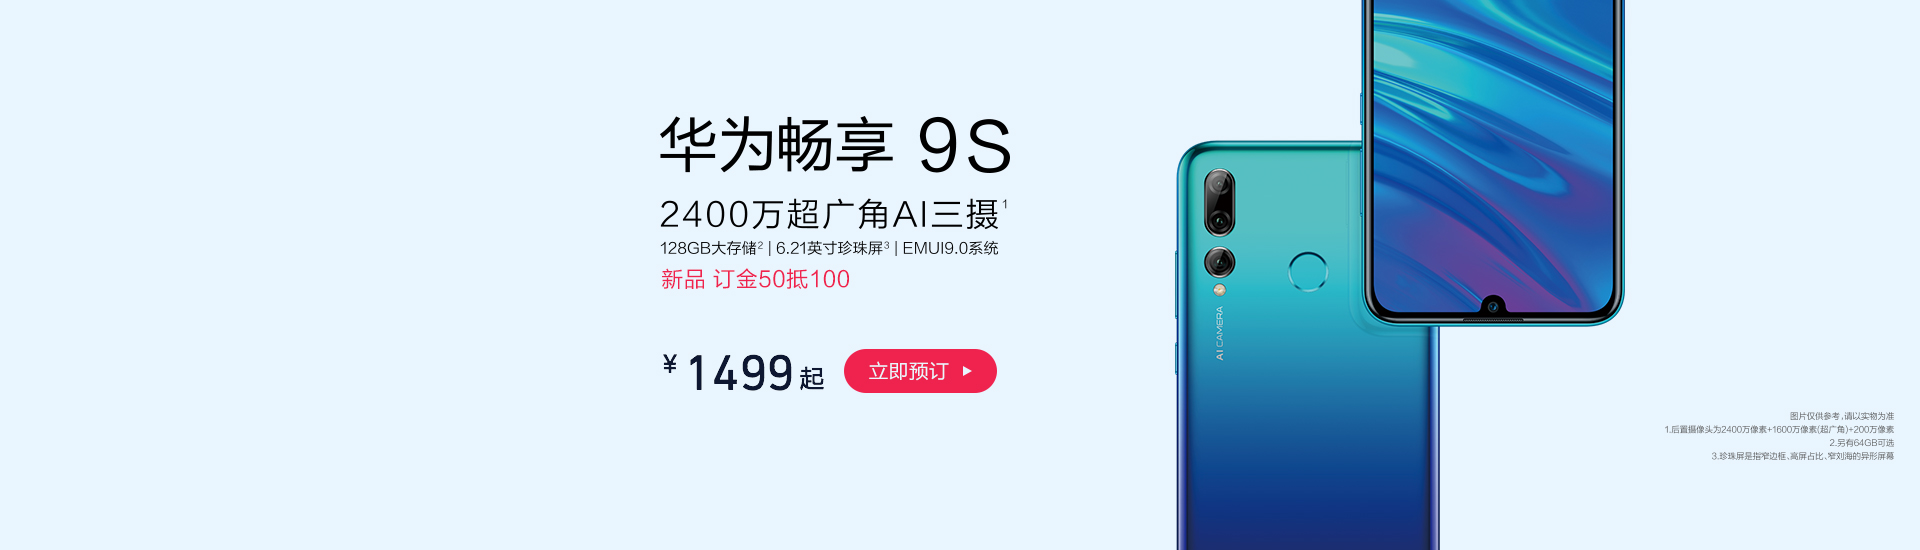 华为畅享 9S
2400万超广角AI三摄¹
128GB大存储² | 6.21英寸珍珠屏³ | EMUI9.0系统
新品 订金50抵100
¥ 1499起 立即预订
AI CAMERA
图片仅供参考,请以实物为准
1.后置摄像头为2400万像素+1600万像素(超广角)+200万像素
2.另有64GB可选
3.珍珠屏是指窄边框、高屏占比、窄刘海的异形屏幕